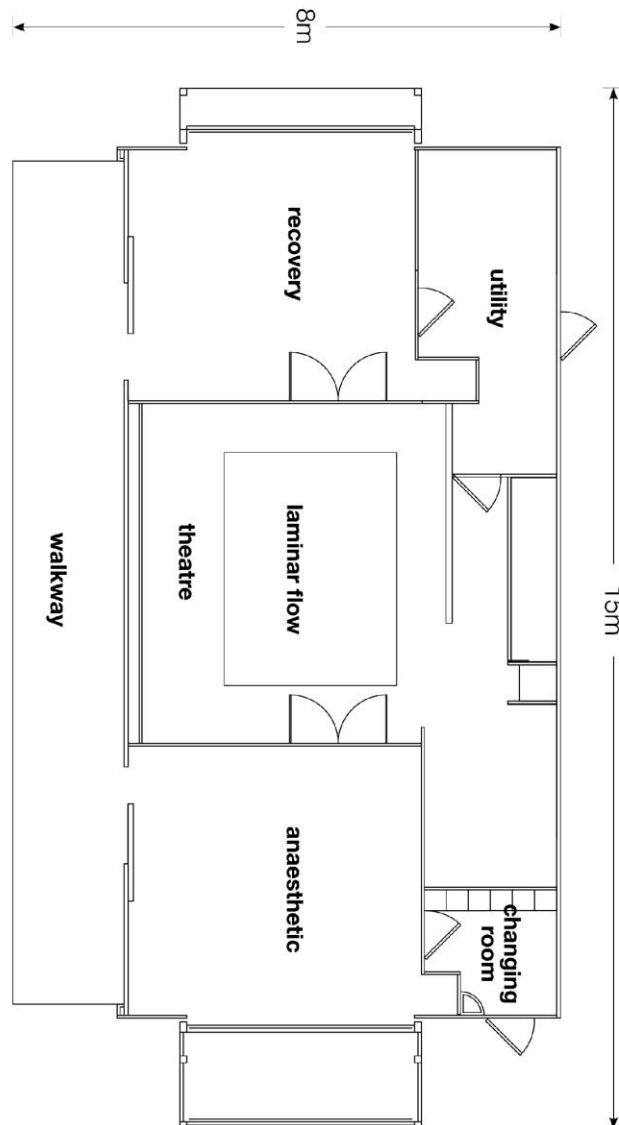 8m
recovery
utility
laminar flow
theatre
walkway
15m
anaesthetic
changing
room